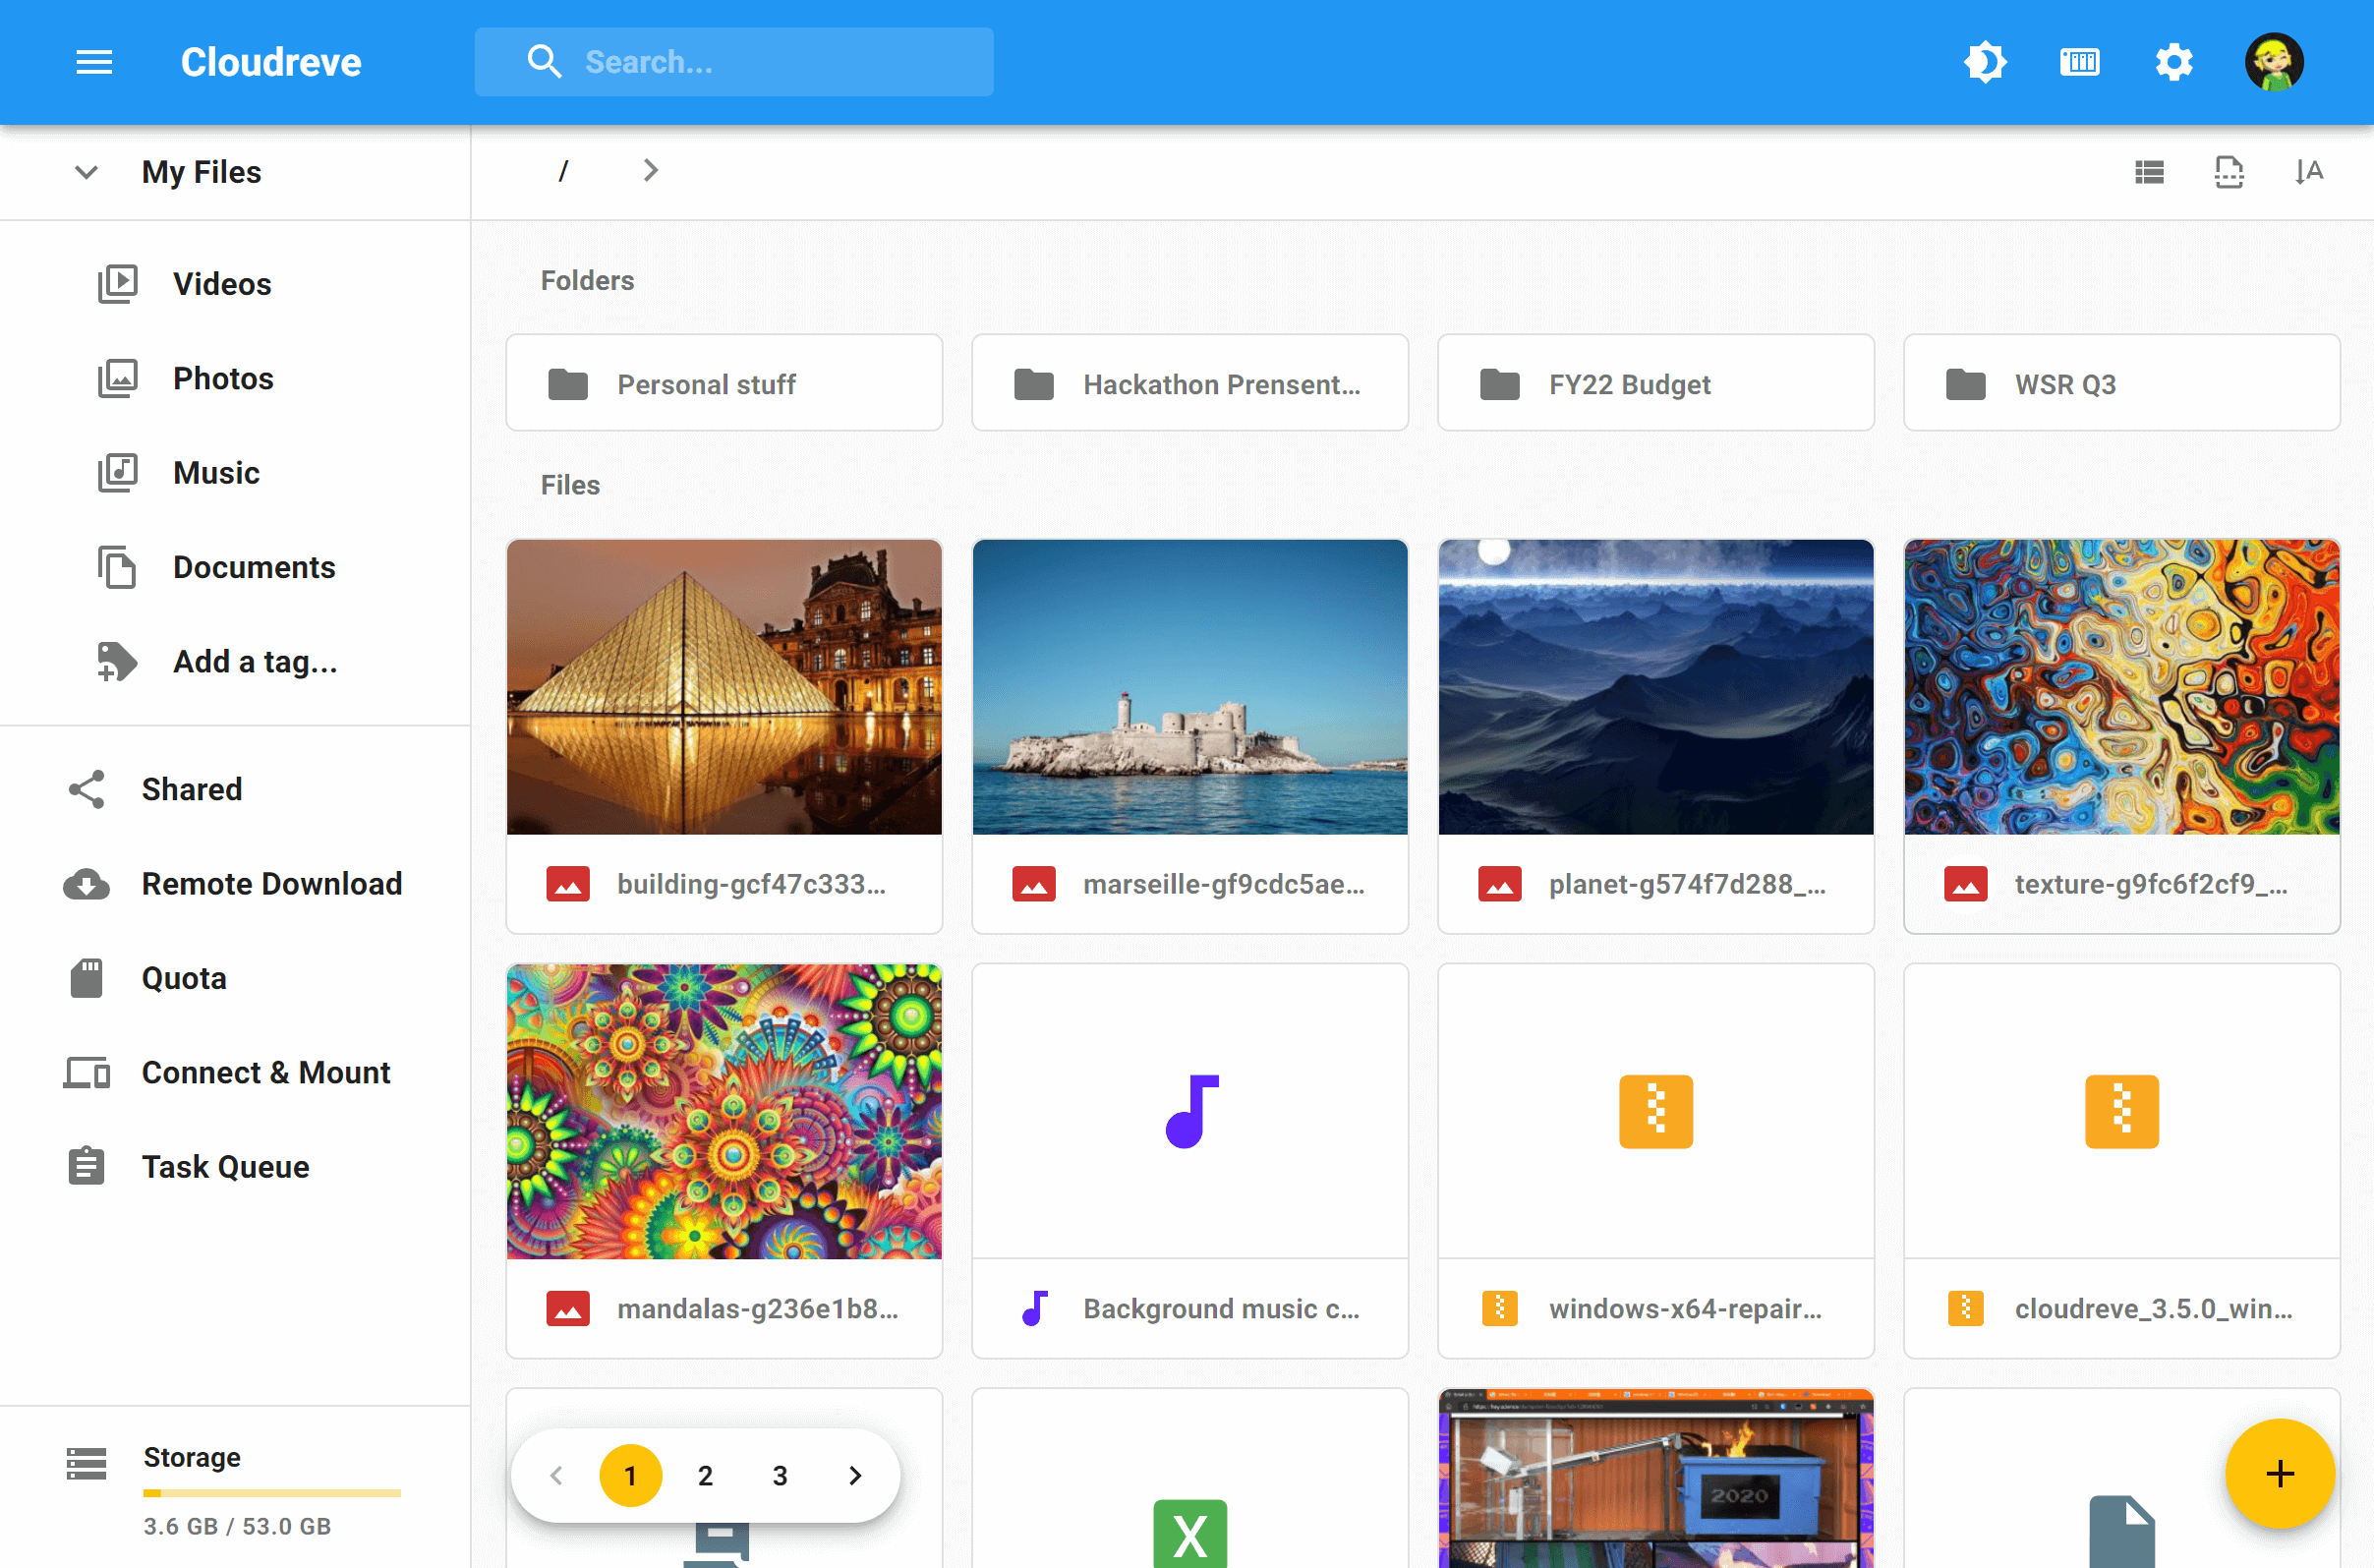 Cloudreve
Search...
My Files
/
A
Videos
Photos
Music
Documents
Add a tag...
Shared
Remote Download
Quota
Connect & Mount
Task Queue
Storage
3.6 GB / 53.0 GB
Folders
Personal stuff
Hackathon Prensent...
FY22 Budget
WSR Q3
Files
building-gcf47c333...
marseille-gf9cdc5ae...
planet-g574f7d288_...
texture-g9fc6f2cf9_...
mandalas-g236e1b8...
Background music c...
windows-x64-repair...
cloudreve_3.5.0_win...
1 2 3
X
2020